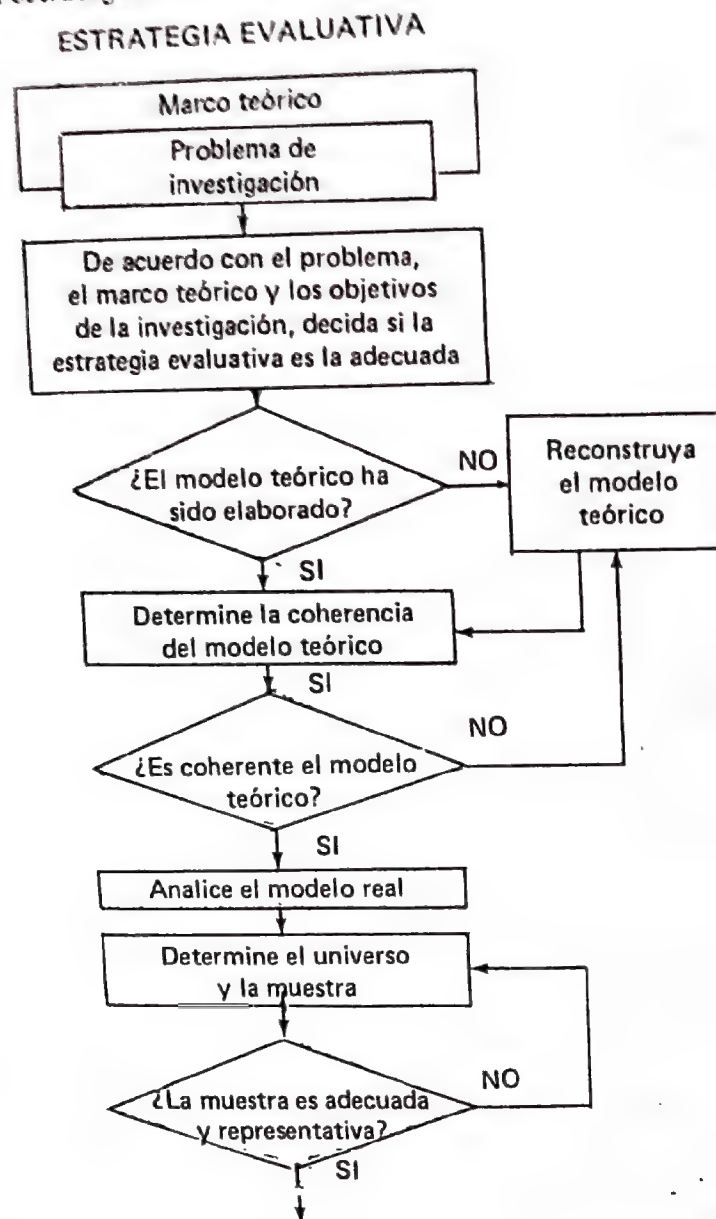 ESTRATEGIA EVALUATIVA
Marco teórico
Problema de
investigación
De acuerdo con el problema,
el marco teórico y los objetivos
de la investigación, decida si la
estrategia evaluativa es la adecuada
¿El modelo teórico ha
sido elaborado?
NO
Reconstruya
el modelo
teórico
SI
Determine la coherencia
del modelo teórico
SI
NO
¿Es coherente el modelo
teórico?
SI
Analice el modelo real
Determine el universo
y la muestra
NO
¿La muestra es adecuada
y representativa?
SI